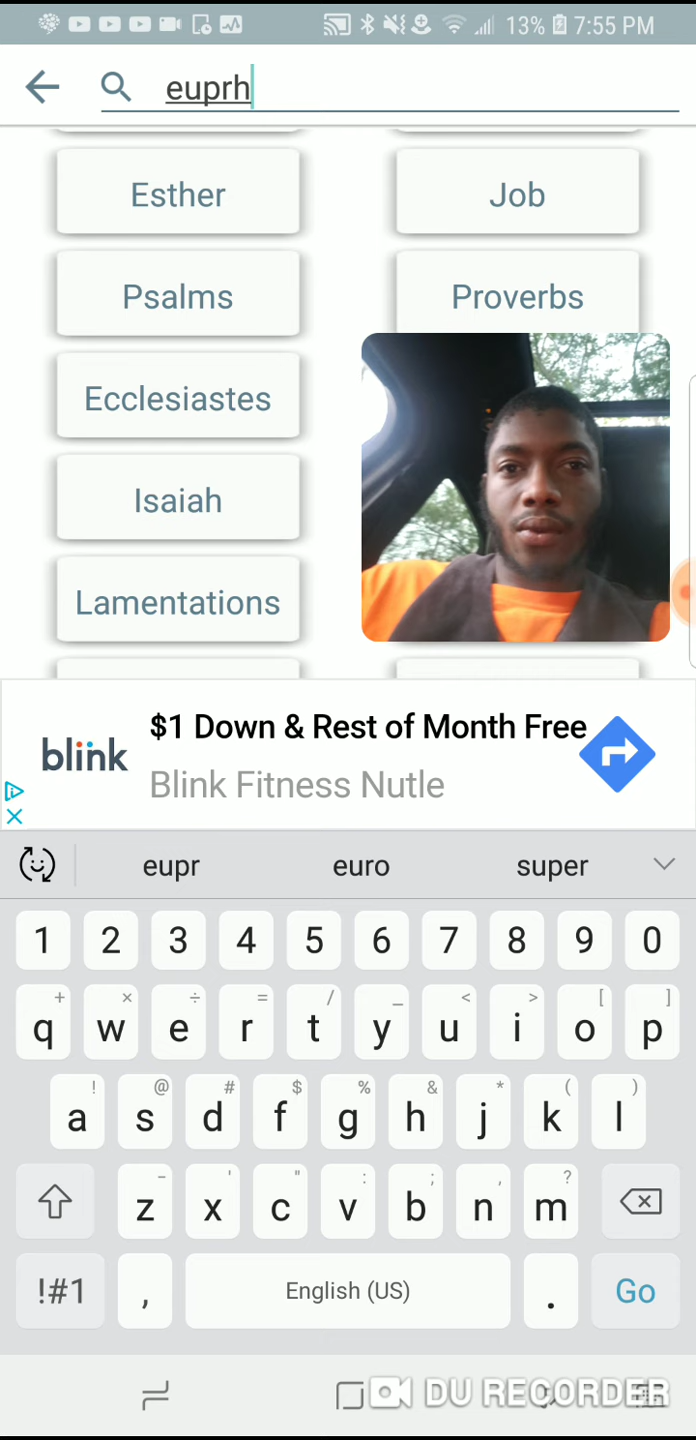 13% 7:55 PM
euprh
Esther Job
Psalms Proverbs
Ecclesiastes
Isaiah
Lamentations
blink
$1 Down & Rest of Month Free
Blink Fitness Nutle
eupr euro super
1 2 3 4 5 6 7 8 9 0
+ × ÷ = / _ < > [ ]
q w e r t y u i o p
! @ # $ % & * ( )
a s d f g h j k l
- ' " : ; , ?
z x c v b n m
!#1 , English (US) . Go
DU RECORDER